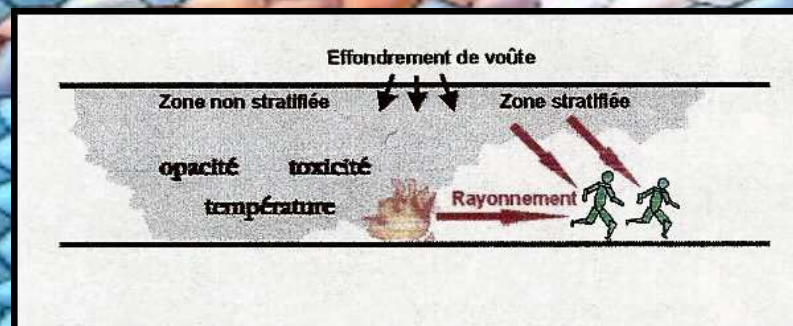 Effondrement de voûte
Zone non stratifiée
Zone stratifiée
opacité toxicité
température
Rayonnement